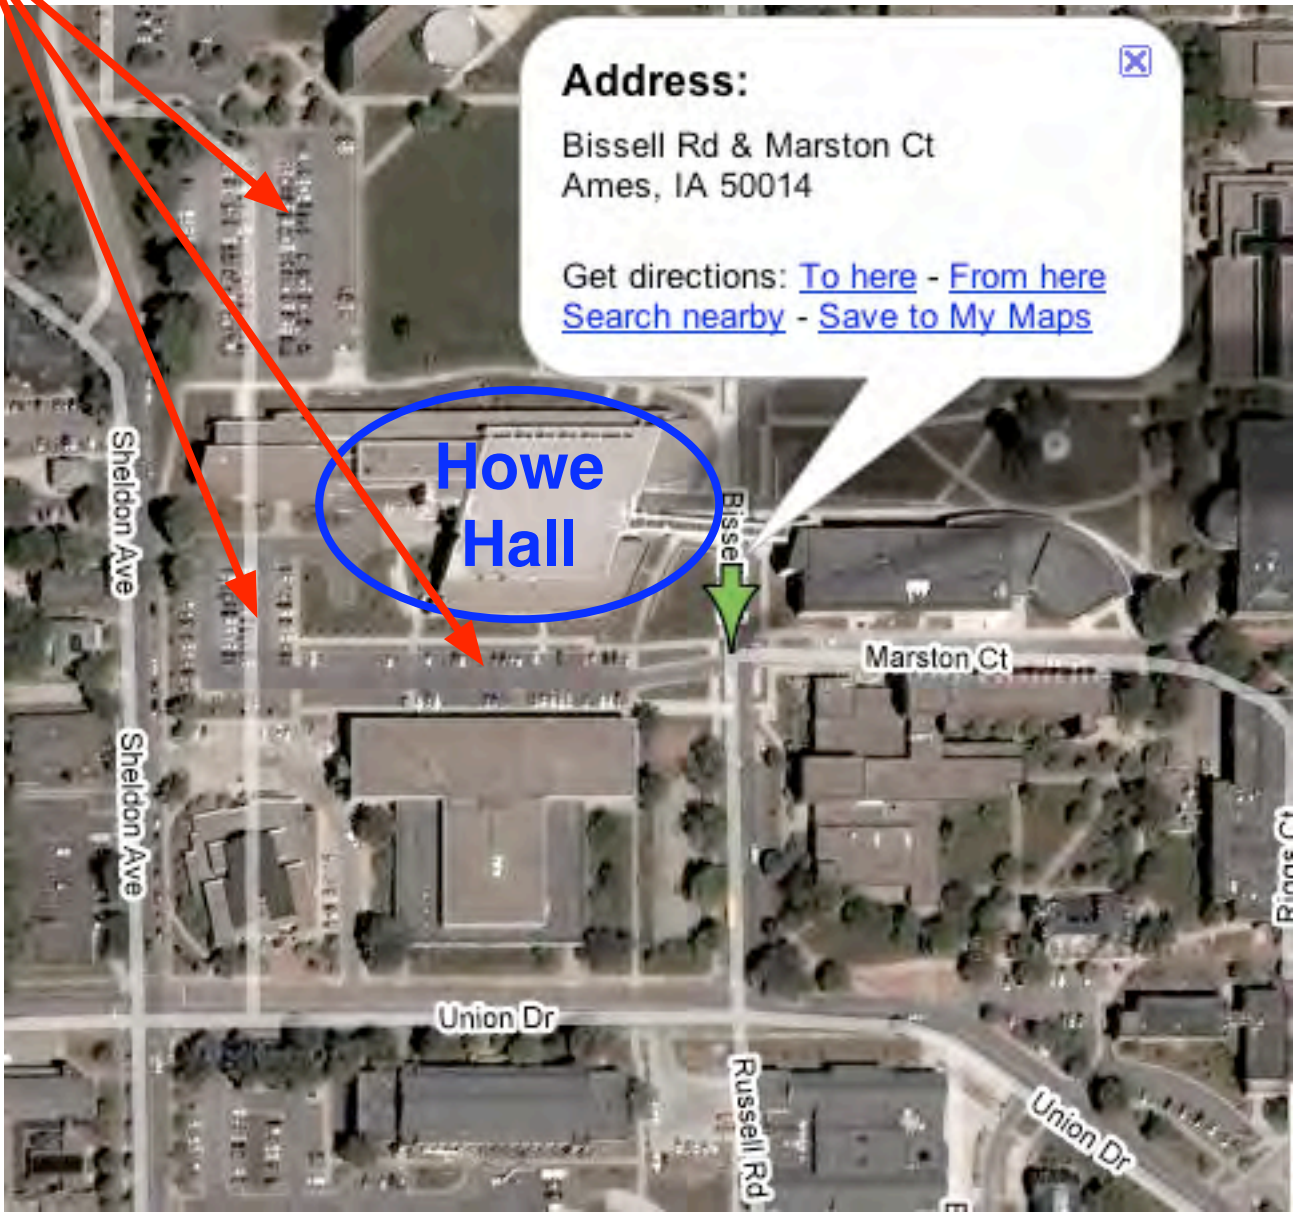 Address:
Bissell Rd & Marston Ct
Ames, IA 50014
Get directions: To here - From here
Search nearby - Save to My Maps
Howe
Hall
Sheldon Ave
Bisse
Marston Ct
Sheldon Ave
Union Dr
Russell Rd
Union Dr